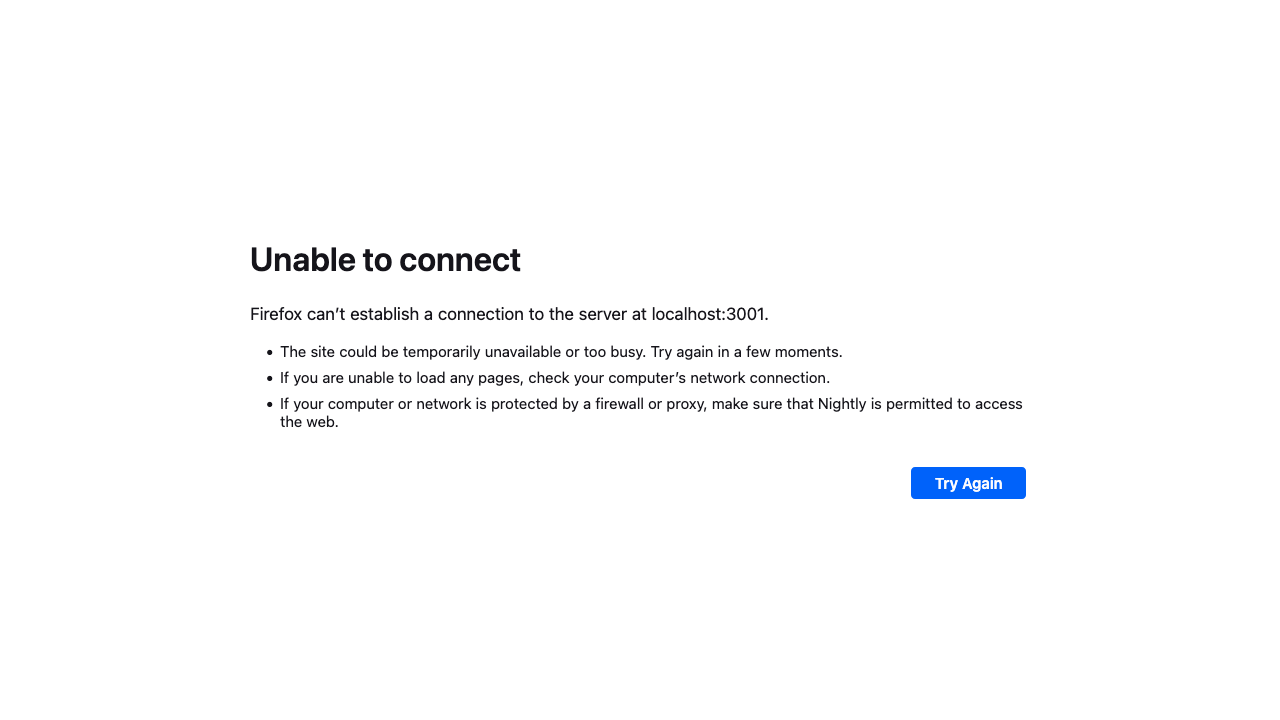 Unable to connect
Firefox can’t establish a connection to the server at localhost:3001.
The site could be temporarily unavailable or too busy. Try again in a few moments.
If you are unable to load any pages, check your computer’s network connection.
If your computer or network is protected by a firewall or proxy, make sure that Nightly is permitted to access
the web.
Try Again